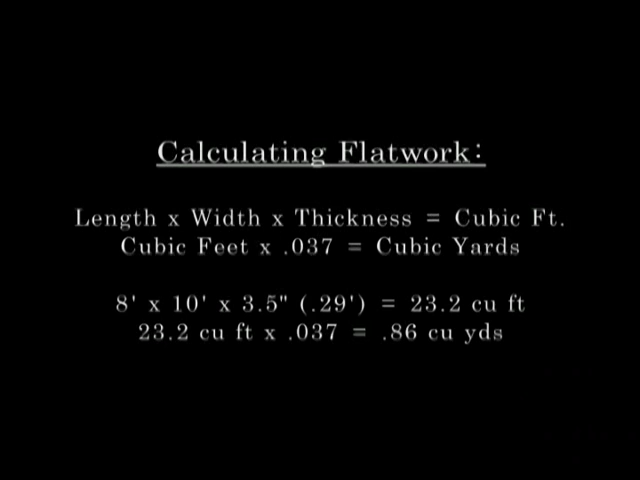 Calculating Flatwork:
Length x Width x Thickness = Cubic Ft.
Cubic Feet x .037 = Cubic Yards
8' x 10' x 3.5" (.29') = 23.2 cu ft
23.2 cu ft x .037 = .86 cu yds